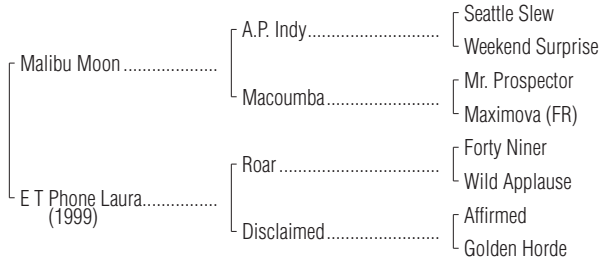 Seattle Slew
A.P. Indy
Weekend Surprise
Malibu Moon
Mr. Prospector
Macoumba
Maximova (FR)
Forty Niner
Roar
Wild Applause
E T Phone Laura
(1999)
Affirmed
Disclaimed
Golden Horde